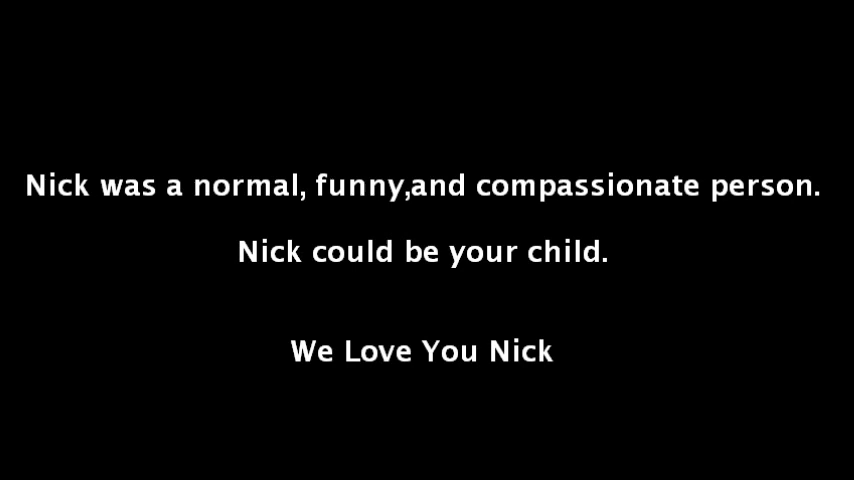 Nick was a normal, funny,and compassionate person.
Nick could be your child.
We Love You Nick